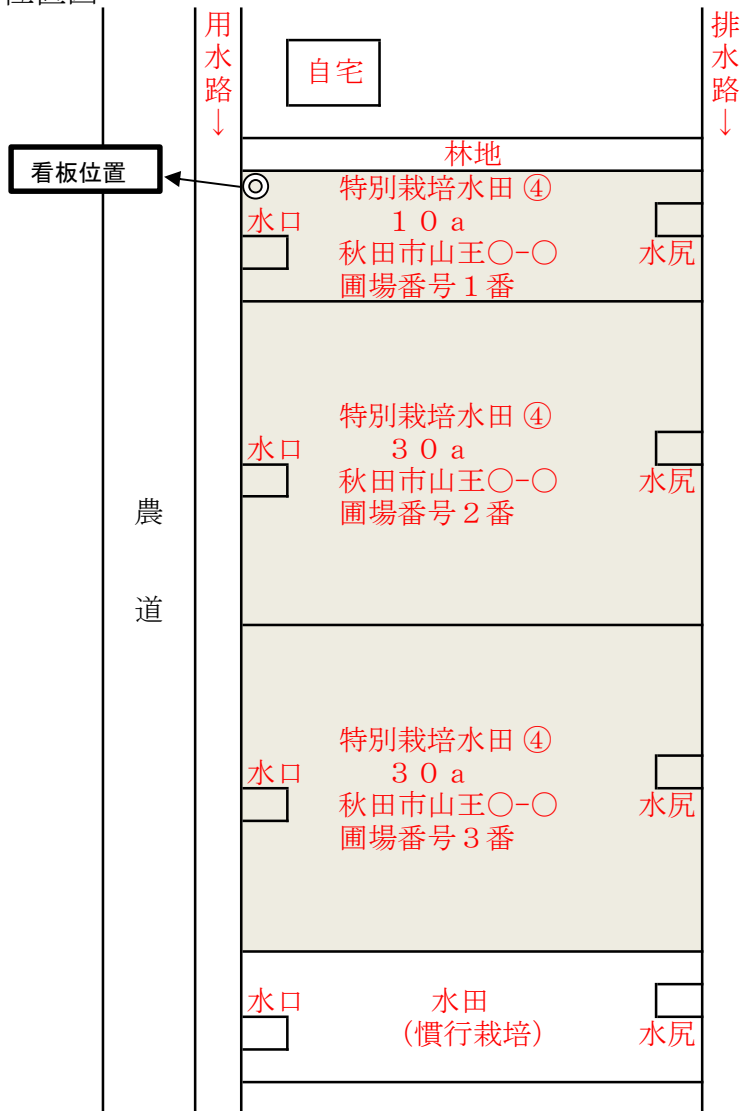 用水路↓
排水路↓
自宅
林地
看板位置
特別栽培水田 ④
１０ａ
秋田市山王○-○
圃場番号１番
水口
水尻
特別栽培水田 ④
３０ａ
秋田市山王○-○
圃場番号２番
水口
水尻
農道
特別栽培水田 ④
３０ａ
秋田市山王○-○
圃場番号３番
水口
水尻
水口
水田
(慣行栽培)
水尻